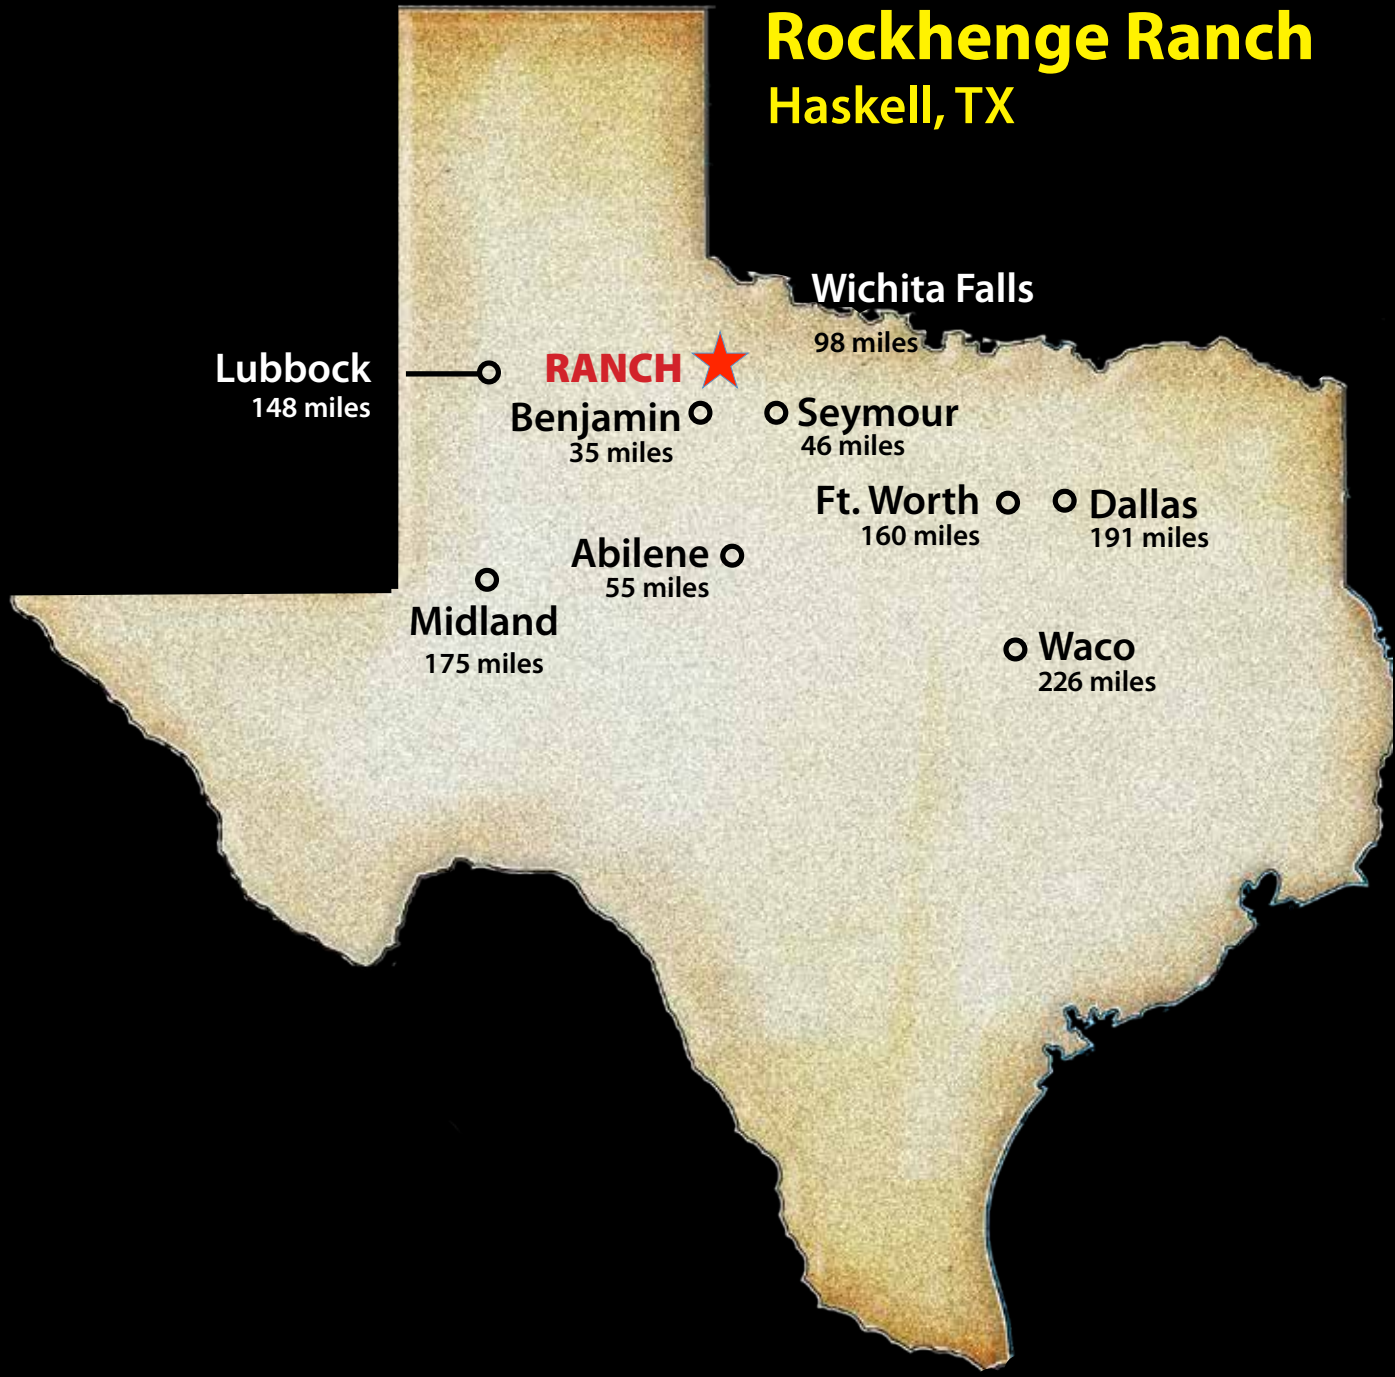 Rockhenge Ranch
Haskell, TX
Wichita Falls
98 miles
Lubbock
148 miles
RANCH
Benjamin
35 miles
Seymour
46 miles
Ft. Worth
160 miles
Dallas
191 miles
Abilene
55 miles
Midland
175 miles
Waco
226 miles